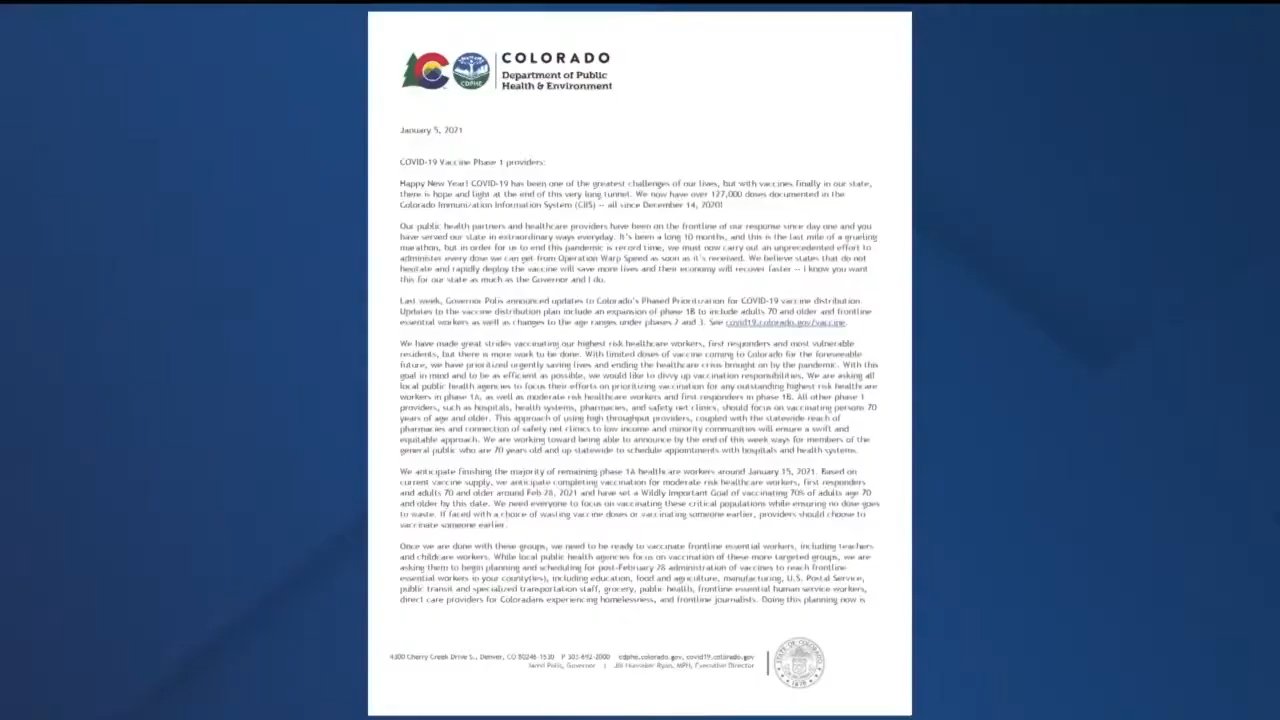 COLORADO
Department of Public
Health & Environment
CDPHE
January 5, 2021
COVID-19 Vaccine Phase 1 providers:
Happy New Year! COVID-19 has been one of the greatest challenges of our lives, but with vaccines finally in our state,
there is hope and light at the end of this very long tunnel. We now have over 127,000 doses documented in the
Colorado Immunization Information System (CIIS) -- all since December 14, 2020!
Our public health partners and healthcare providers have been on the frontline of our response since day one and you
have served our state in extraordinary ways everyday. It's been a long 10 months, and this is the last mile of a grueling
marathon, but in order for us to end this pandemic is record time, we must now carry out an unprecedented effort to
administer every dose we can get from Operation Warp Speed as soon as it's received. We believe states that do not
hesitate and rapidly deploy the vaccine will save more lives and their economy will recover faster -- I know you want
this for our state as much as the Governor and I do.
Last week, Governor Polis announced updates to Colorado's Phased Prioritization for COVID-19 vaccine distribution.
Updates to the vaccine distribution plan include an expansion of phase 1B to include adults 70 and older and frontline
essential workers as well as changes to the age ranges under phases 2 and 3. See covid19.colorado.gov/vaccine.
We have made great strides vaccinating our highest risk healthcare workers, first responders and most vulnerable
residents, but there is more work to be done. With limited doses of vaccine coming to Colorado for the foreseeable
future, we have prioritized urgently saving lives and ending the healthcare crisis brought on by the pandemic. With this
goal in mind and to be as efficient as possible, we would like to divvy up vaccination responsibilities. We are asking all
local public health agencies to focus their efforts on prioritizing vaccination for any outstanding highest risk healthcare
workers in phase 1A, as well as moderate risk healthcare workers and first responders in phase 1B. All other phase 1
providers, such as hospitals, health systems, pharmacies, and safety net clinics, should focus on vaccinating persons 70
years of age and older. This approach of using high throughput providers, coupled with the statewide reach of
pharmacies and connection of safety net clinics to low income and minority communities will ensure a swift and
equitable approach. We are working toward being able to announce by the end of this week ways for members of the
general public who are 70 years old and up statewide to schedule appointments with hospitals and health systems.
We anticipate finishing the majority of remaining phase 1A healthcare workers around January 15, 2021. Based on
current vaccine supply, we anticipate completing vaccination for moderate risk healthcare workers, first responders
and adults 70 and older around Feb 28, 2021 and have set a Wildly Important Goal of vaccinating 70% of adults age 70
and older by this date. We need everyone to focus on vaccinating these critical populations while ensuring no dose goes
to waste. If faced with a choice of wasting vaccine doses or vaccinating someone earlier, providers should choose to
vaccinate someone earlier.
Once we are done with these groups, we need to be ready to vaccinate frontline essential workers, including teachers
and childcare workers. While local public health agencies focus on vaccination of these more targeted groups, we are
asking them to begin planning and scheduling for post-February 28 administration of vaccines to reach frontline
essential workers in your county(ies), including education, food and agriculture, manufacturing, U.S. Postal Service,
public transit and specialized transportation staff, grocery, public health, frontline essential human service workers,
direct care providers for Coloradans experiencing homelessness, and frontline journalists. Doing this planning now is
4300 Cherry Creek Drive S., Denver, CO 80246-1530 P 303-692-2000 cdphe.colorado.gov, covid19.colorado.gov
Jared Polis, Governor | Jill Hunsaker Ryan, MPH, Executive Director
STATE OF COLORADO
1876